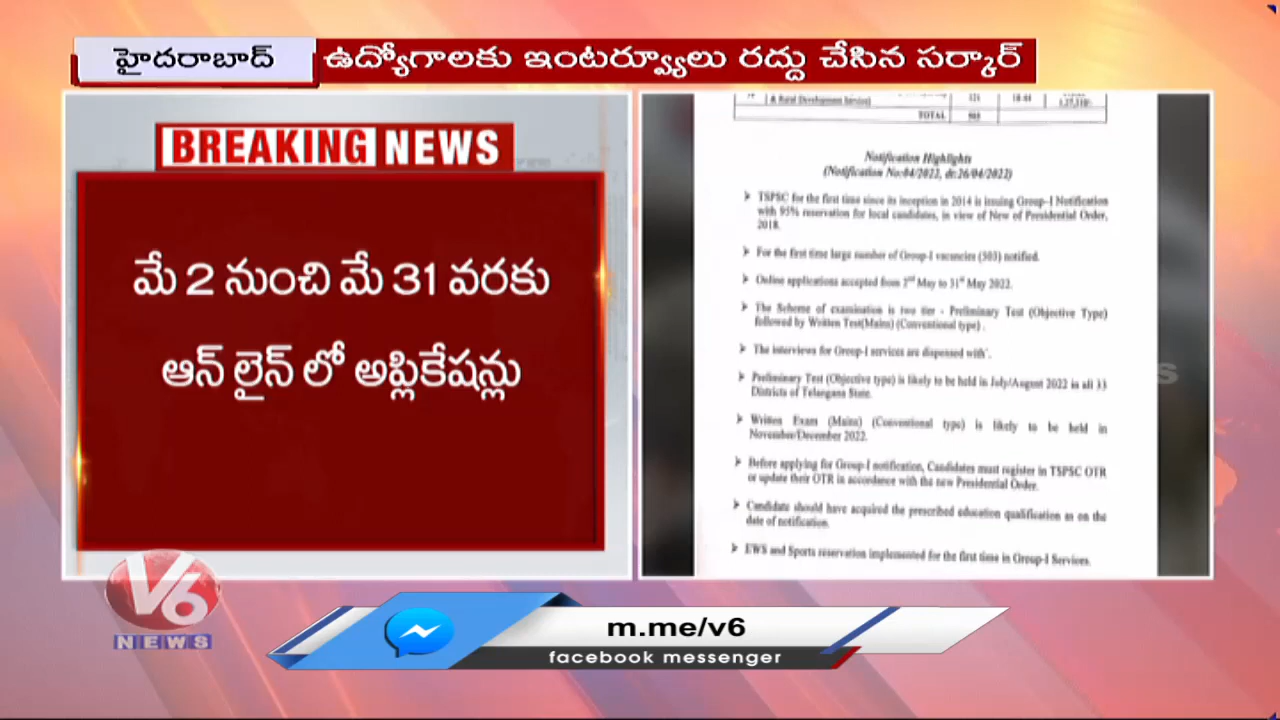 హైదరాబాద్ ఉద్యోగాలకు ఇంటర్వ్యూలు రద్దు చేసిన సర్కార్
BREAKING NEWS
మే 2 నుంచి మే 31 వరకు
ఆన్ లైన్ లో అప్లికేషన్లు
& Rural Development Service) 121 18-44
TOTAL 503
Notification Highlights
(Notification No:04/2022, dt:26/04/2022)
➤ TSPSC for the first time since its inception in 2014 is issuing Group-I Notification
with 95% reservation for local candidates, in view of New of Presidential Order,
2018.
➤ For the first time large number of Group-I vacancies (503) notified.
➤ Online applications accepted from 2nd May to 31st May 2022.
➤ The Scheme of examination is two tier - Preliminary Test (Objective Type)
followed by Written Test(Mains) (Conventional type) .
➤ The interviews for Group-I services are dispensed with'.
➤ Preliminary Test (Objective type) is likely to be held in July/August 2022 in all 33
Districts of Telangana State.
➤ Written Exam (Mains) (Conventional type) is likely to be held in
November/December 2022.
➤ Before applying for Group-I notification, Candidates must register in TSPSC OTR
or update their OTR in accordance with the new Presidential Order.
➤ Candidate should have acquired the prescribed education qualification as on the
date of notification.
➤ EWS and Sports reservation implemented for the first time in Group-I Services.
V6
NEWS
m.me/v6
facebook messenger